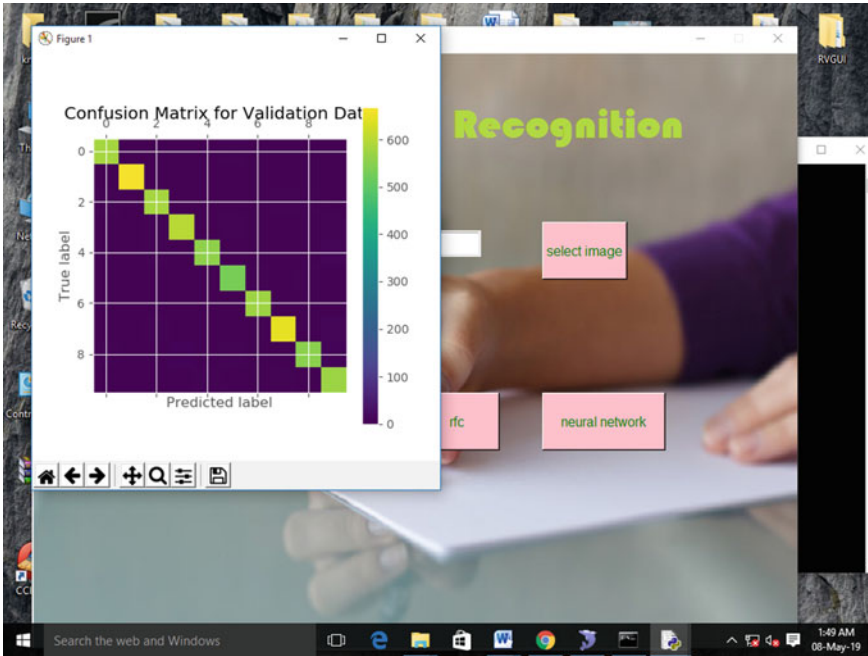 Figure 1
Confusion Matrix for Validation Dat
0 2 4 6 8
0
2
4
6
8
True label
Predicted label
600
500
400
300
200
100
0
Recognition
select image
rfc
neural network
RVGUI
Search the web and Windows
1:49 AM
08-May-19